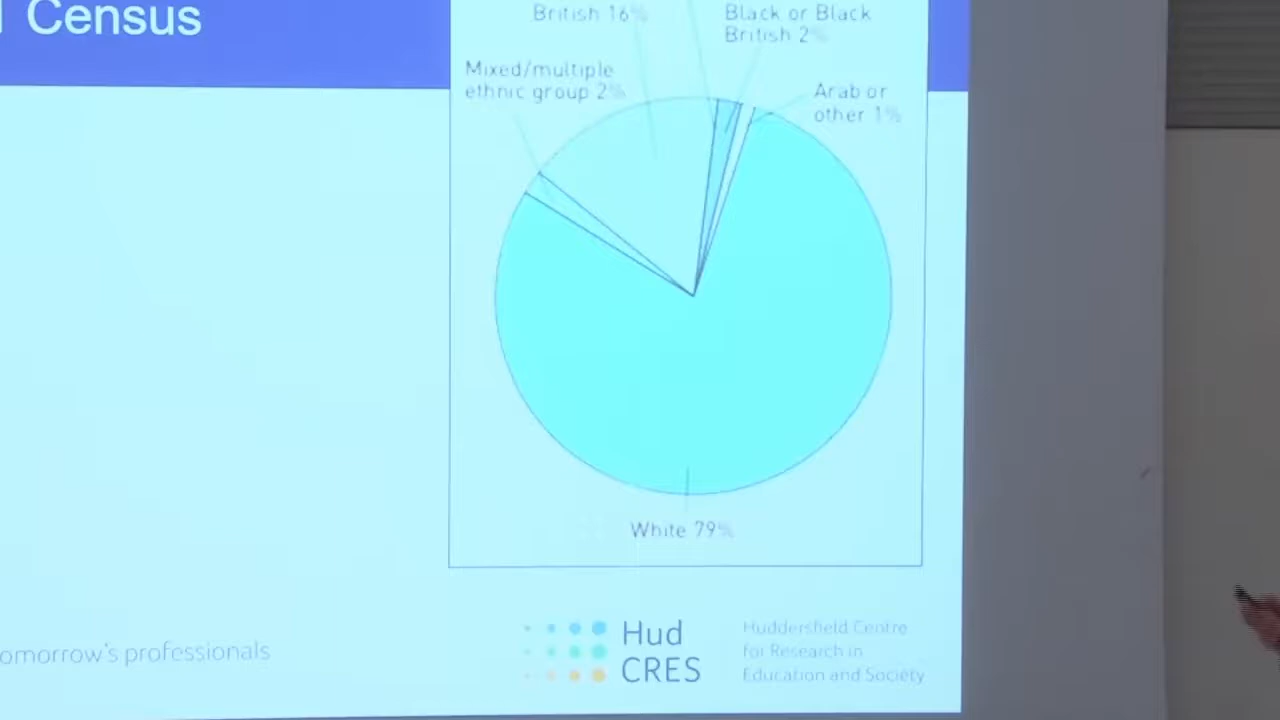 Census
British 16%
Black or Black
British 2%
Mixed/multiple
ethnic group 2%
Arab or
other 1%
White 79%
omorrow's professionals
Hud
CRES
Huddersfield Centre
for Research in
Education and Society